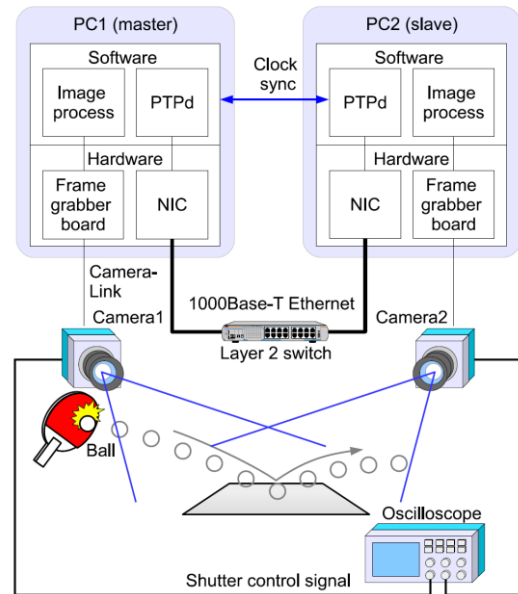 PC1 (master)
PC2 (slave)
Software
Clock
sync
Software
Image
process
PTPd
PTPd
Image
process
Hardware
Hardware
Frame
grabber
board
NIC
NIC
Frame
grabber
board
Camera-
Link
1000Base-T Ethernet
Camera1
Camera2
Layer 2 switch
Ball
Oscilloscope
Shutter control signal